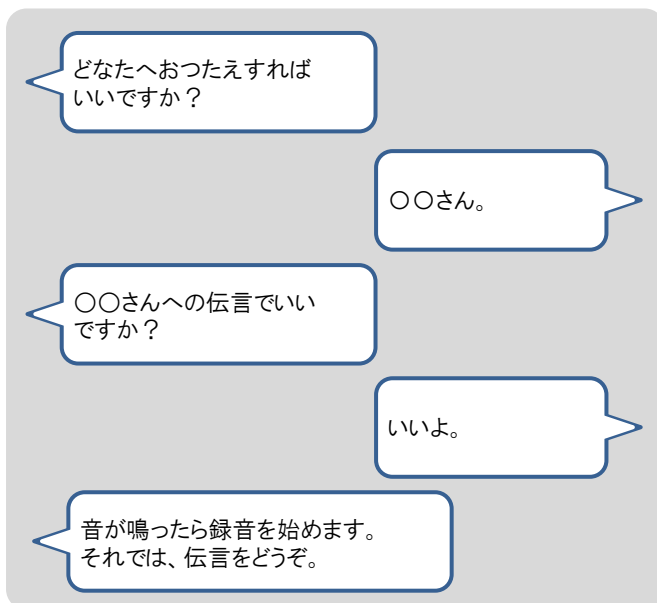 どなたへおつたえすれば
いいですか？
〇〇さん。
〇〇さんへの伝言でいい
ですか？
いいよ。
音が鳴ったら録音を始めます。
それでは、伝言をどうぞ。